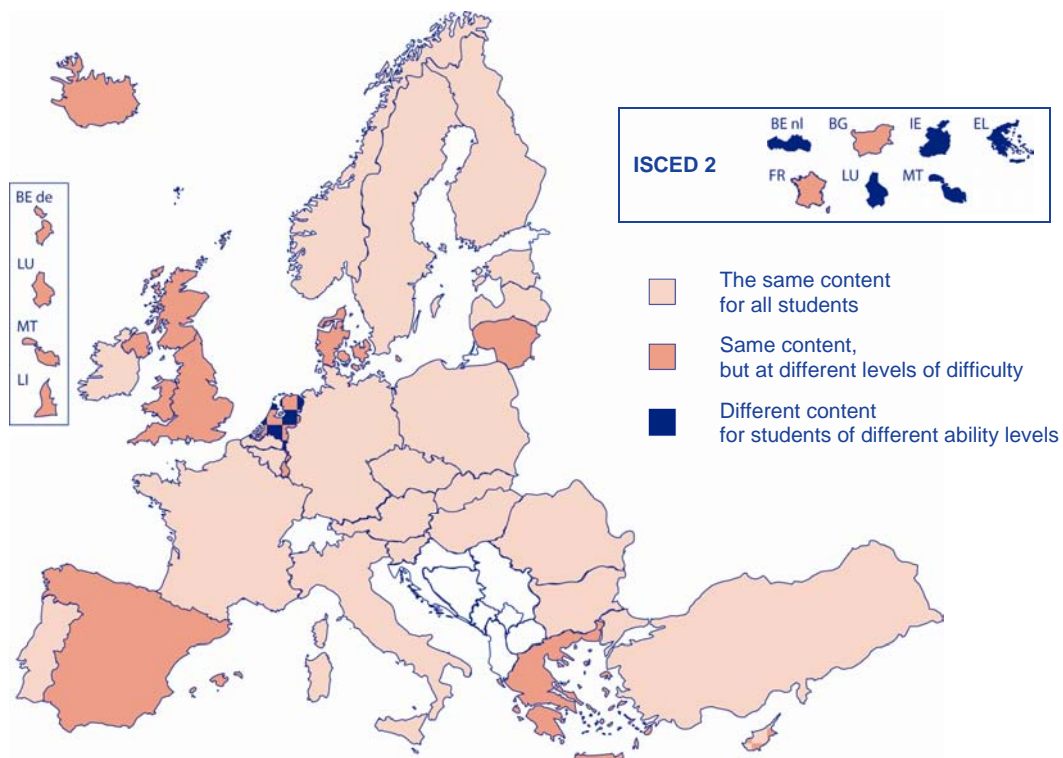 BE nl BG IE EL
ISCED 2
FR LU MT
BE de
LU
MT
LI
The same content
for all students
Same content,
but at different levels of difficulty
Different content
for students of different ability levels